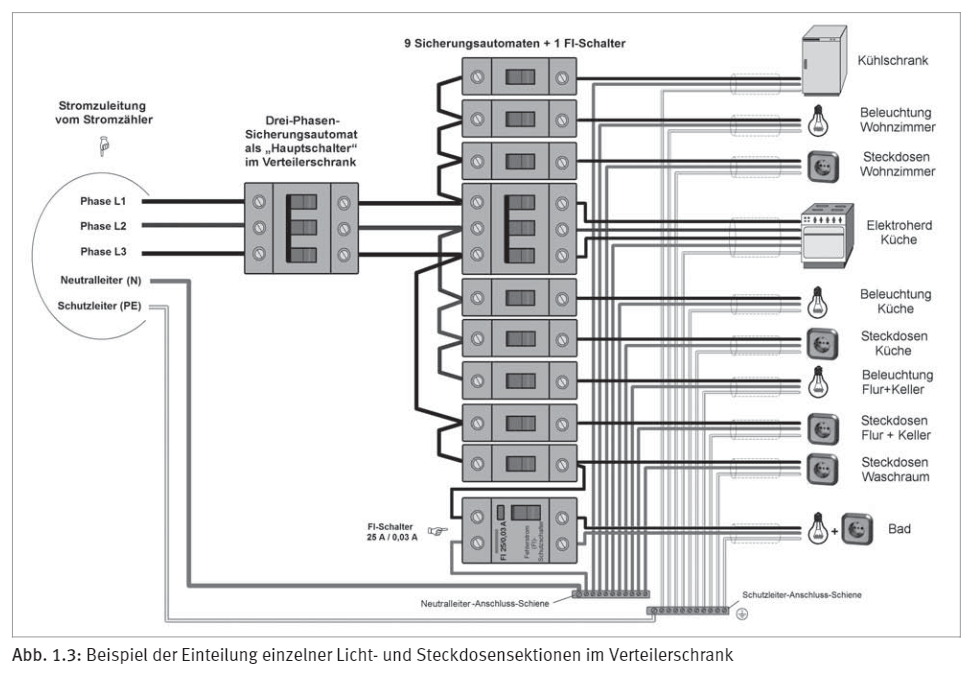 9 Sicherungsautomaten + 1 FI-Schalter
Stromzuleitung
vom Stromzähler
Drei-Phasen-
Sicherungsautomat
als „Hauptschalter“
im Verteilerschrank
Phase L1
Phase L2
Phase L3
Neutralleiter (N)
Schutzleiter (PE)
Kühlschrank
Beleuchtung
Wohnzimmer
Steckdosen
Wohnzimmer
Elektroherd
Küche
Beleuchtung
Küche
Steckdosen
Küche
Beleuchtung
Flur+Keller
Steckdosen
Flur + Keller
Steckdosen
Waschraum
+
Bad
FI-Schalter
25 A / 0,03 A
FI 25/0,03 A
Fehlerstrom
(FI)-
Schutzschalter
Neutralleiter-Anschluss-Schiene
Schutzleiter-Anschluss-Schiene
Abb. 1.3: Beispiel der Einteilung einzelner Licht- und Steckdosensektionen im Verteilerschrank